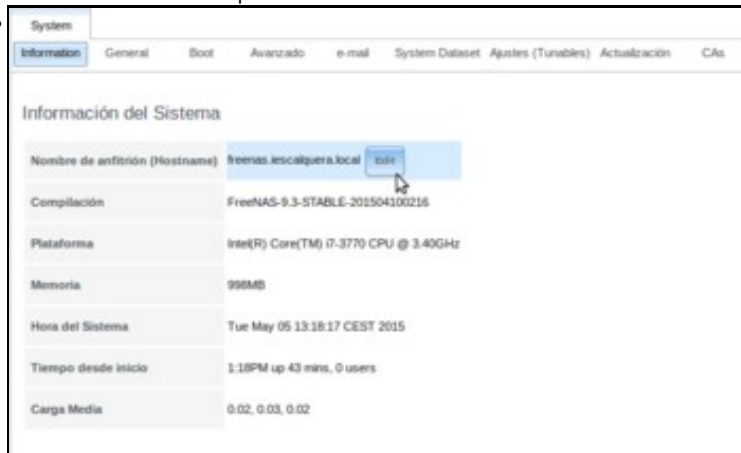 System
Information General Boot Avanzado e-mail System Dataset Ajustes (Tunables) Actualización CAs
Información del Sistema
Nombre de anfitrión (Hostname) freenas.iescalquera.local Edit
Compilación FreeNAS-9.3-STABLE-201504100216
Plataforma Intel(R) Core(TM) i7-3770 CPU @ 3.40GHz
Memoria 998MB
Hora del Sistema Tue May 05 13:18:17 CEST 2015
Tiempo desde inicio 1:18PM up 43 mins, 0 users
Carga Media 0.02, 0.03, 0.02